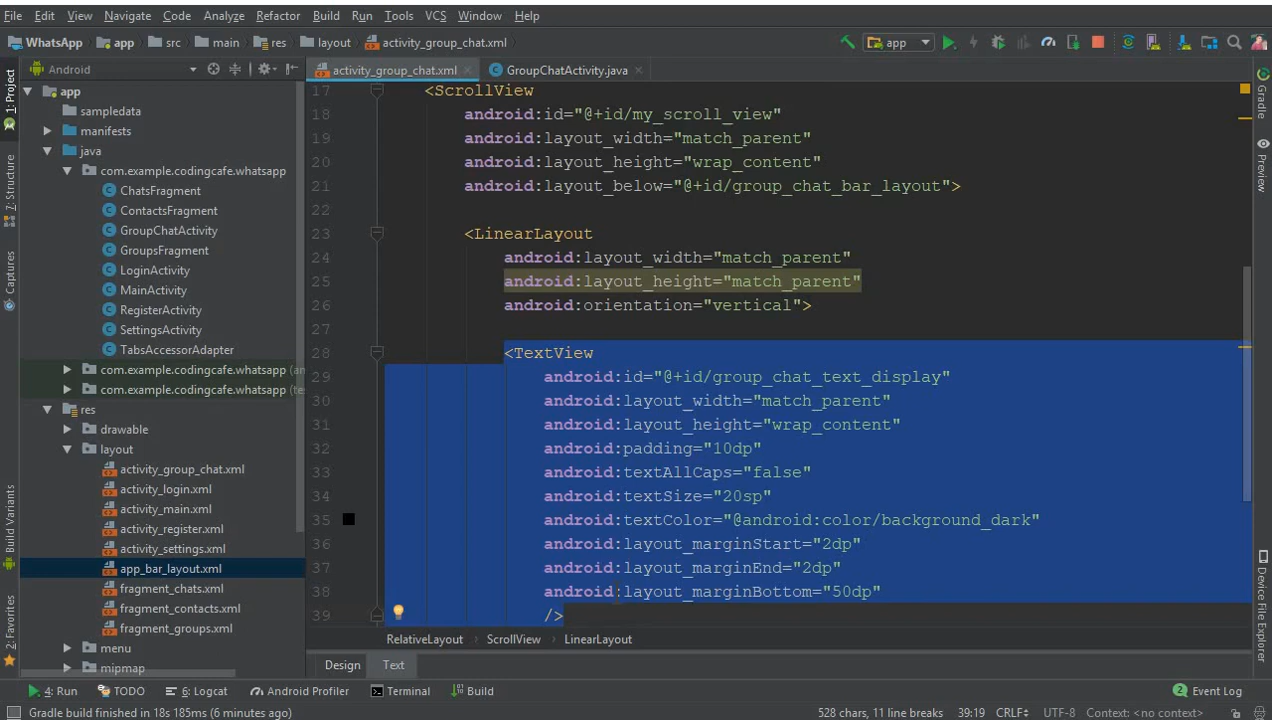 File Edit View Navigate Code Analyze Refactor Build Run Tools VCS Window Help
WhatsApp app src main res layout activity_group_chat.xml app
1: Project
7: Structure
Captures
Build Variants
2: Favorites
Android
app
sampledata
manifests
java
com.example.codingcafe.whatsapp
ChatsFragment
ContactsFragment
GroupChatActivity
GroupsFragment
LoginActivity
MainActivity
RegisterActivity
SettingsActivity
TabsAccessorAdapter
com.example.codingcafe.whatsapp (an
com.example.codingcafe.whatsapp (te
res
drawable
layout
activity_group_chat.xml
activity_login.xml
activity_main.xml
activity_register.xml
activity_settings.xml
app_bar_layout.xml
fragment_chats.xml
fragment_contacts.xml
fragment_groups.xml
menu
mipmap
activity_group_chat.xml GroupChatActivity.java
17 <ScrollView
18 android:id="@+id/my_scroll_view"
19 android:layout_width="match_parent"
20 android:layout_height="wrap_content"
21 android:layout_below="@+id/group_chat_bar_layout">
22
23 <LinearLayout
24 android:layout_width="match_parent"
25 android:layout_height="match_parent"
26 android:orientation="vertical">
27
28 <TextView
29 android:id="@+id/group_chat_text_display"
30 android:layout_width="match_parent"
31 android:layout_height="wrap_content"
32 android:padding="10dp"
33 android:textAllCaps="false"
34 android:textSize="20sp"
35 android:textColor="@android:color/background_dark"
36 android:layout_marginStart="2dp"
37 android:layout_marginEnd="2dp"
38 android:layout_marginBottom="50dp"
39 />
RelativeLayout ScrollView LinearLayout
Design Text
Gradle
Preview
Device File Explorer
4: Run TODO 6: Logcat Android Profiler Terminal Build 2 Event Log
Gradle build finished in 18s 185ms (6 minutes ago) 528 chars, 11 line breaks 39:19 CRLF UTF-8 Context: <no context>